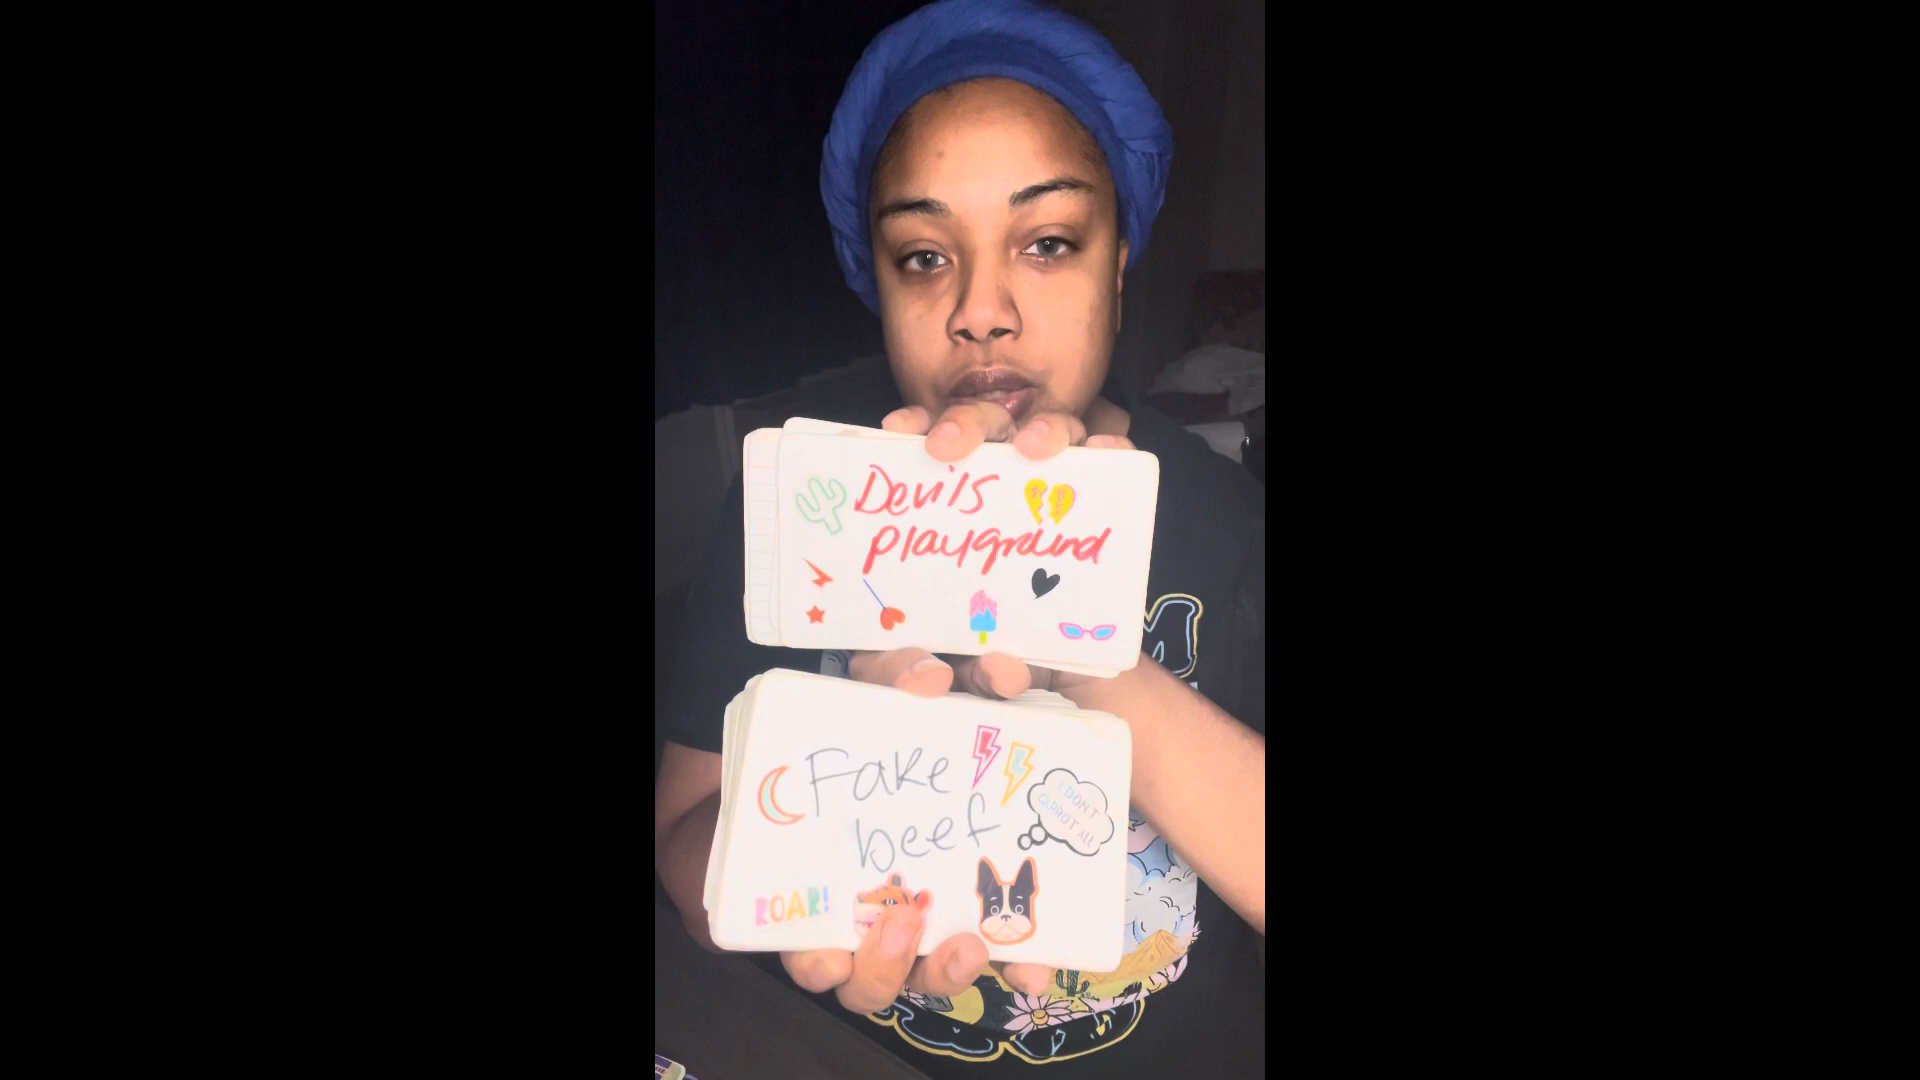 Devils
playground
Fake
beef
I DON'T
CARROT ALL
ROAR!